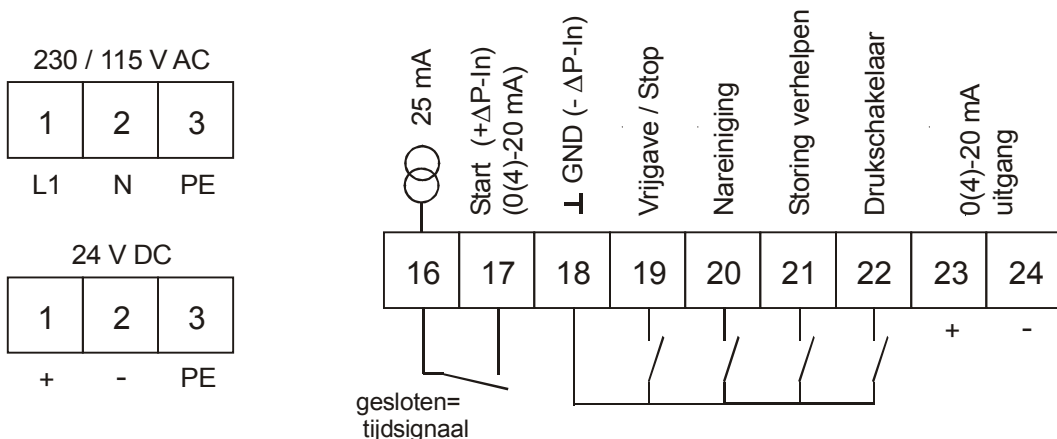 230 / 115 V AC
1 2 3
L1 N PE
24 V DC
1 2 3
+ - PE
25 mA
Start (+ΔP-In)
(0(4)-20 mA)
⊥ GND (- ΔP-In)
Vrijgave / Stop
Nareiniging
Storing verhelpen
Drukschakelaar
0(4)-20 mA
uitgang
16 17 18 19 20 21 22 23 24
+ -
gesloten=
tijdsignaal